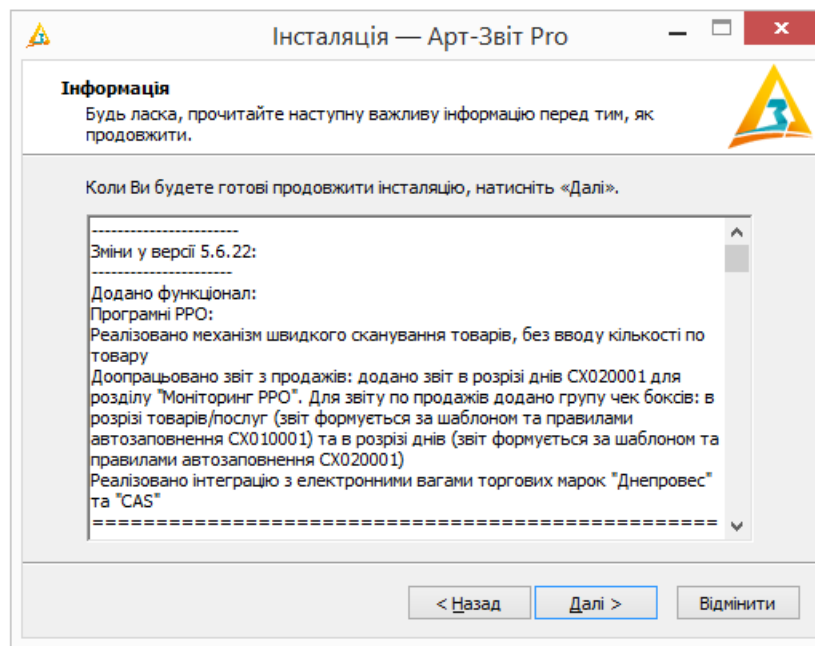 Інсталяція — Арт-Звіт Pro
Інформація
Будь ласка, прочитайте наступну важливу інформацію перед тим, як
продовжити.
З
Коли Ви будете готові продовжити інсталяцію, натисніть «Далі».
-----------------------
Зміни у версії 5.6.22:
----------------------
Додано функціонал:
Програмні РРО:
Реалізовано механізм швидкого сканування товарів, без вводу кількості по
товару
Доопрацьовано звіт з продажів: додано звіт в розрізі днів СХ020001 для
розділу "Моніторинг РРО". Для звіту по продажів додано групу чек боксів: в
розрізі товарів/послуг (звіт формується за шаблоном та правилами
автозаповнення СХ010001) та в розрізі днів (звіт формується за шаблоном та
правилами автозаповнення СХ020001)
Реалізовано інтеграцію з електронними вагами торгових марок "Днепровес"
та "CAS"
==================================================
< Назад
Далі >
Відмінити